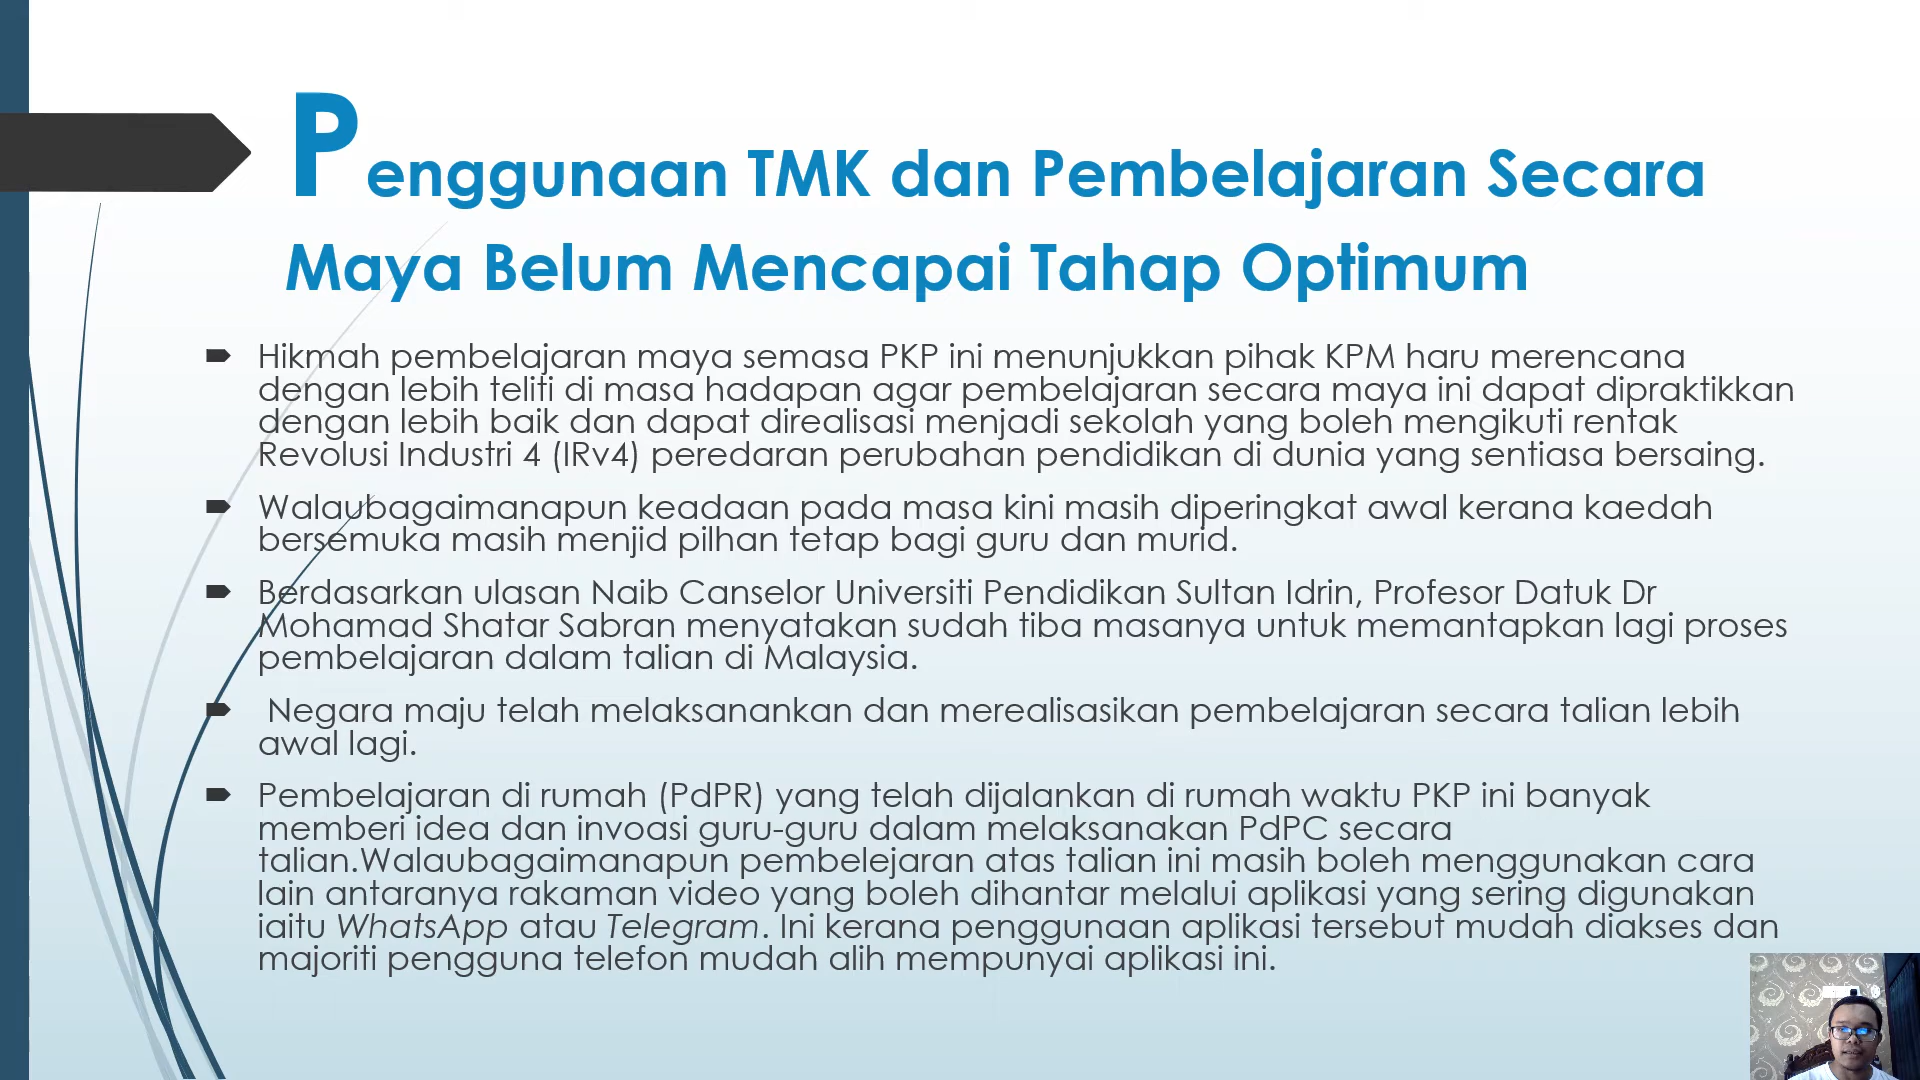 Penggunaan TMK dan Pembelajaran Secara
Maya Belum Mencapai Tahap Optimum
Hikmah pembelajaran maya semasa PKP ini menunjukkan pihak KPM haru merencana
dengan lebih teliti di masa hadapan agar pembelajaran secara maya ini dapat dipraktikkan
dengan lebih baik dan dapat direalisasi menjadi sekolah yang boleh mengikuti rentak
Revolusi Industri 4 (IRv4) peredaran perubahan pendidikan di dunia yang sentiasa bersaing.
Walaubagaimanapun keadaan pada masa kini masih diperingkat awal kerana kaedah
bersemuka masih menjid pilhan tetap bagi guru dan murid.
Berdasarkan ulasan Naib Canselor Universiti Pendidikan Sultan Idrin, Profesor Datuk Dr
Mohamad Shatar Sabran menyatakan sudah tiba masanya untuk memantapkan lagi proses
pembelajaran dalam talian di Malaysia.
Negara maju telah melaksanankan dan merealisasikan pembelajaran secara talian lebih
awal lagi.
Pembelajaran di rumah (PdPR) yang telah dijalankan di rumah waktu PKP ini banyak
memberi idea dan invoasi guru-guru dalam melaksanakan PdPC secara
talian.Walaubagaimanapun pembelejaran atas talian ini masih boleh menggunakan cara
lain antaranya rakaman video yang boleh dihantar melalui aplikasi yang sering digunakan
iaitu WhatsApp atau Telegram. Ini kerana penggunaan aplikasi tersebut mudah diakses dan
majoriti pengguna telefon mudah alih mempunyai aplikasi ini.